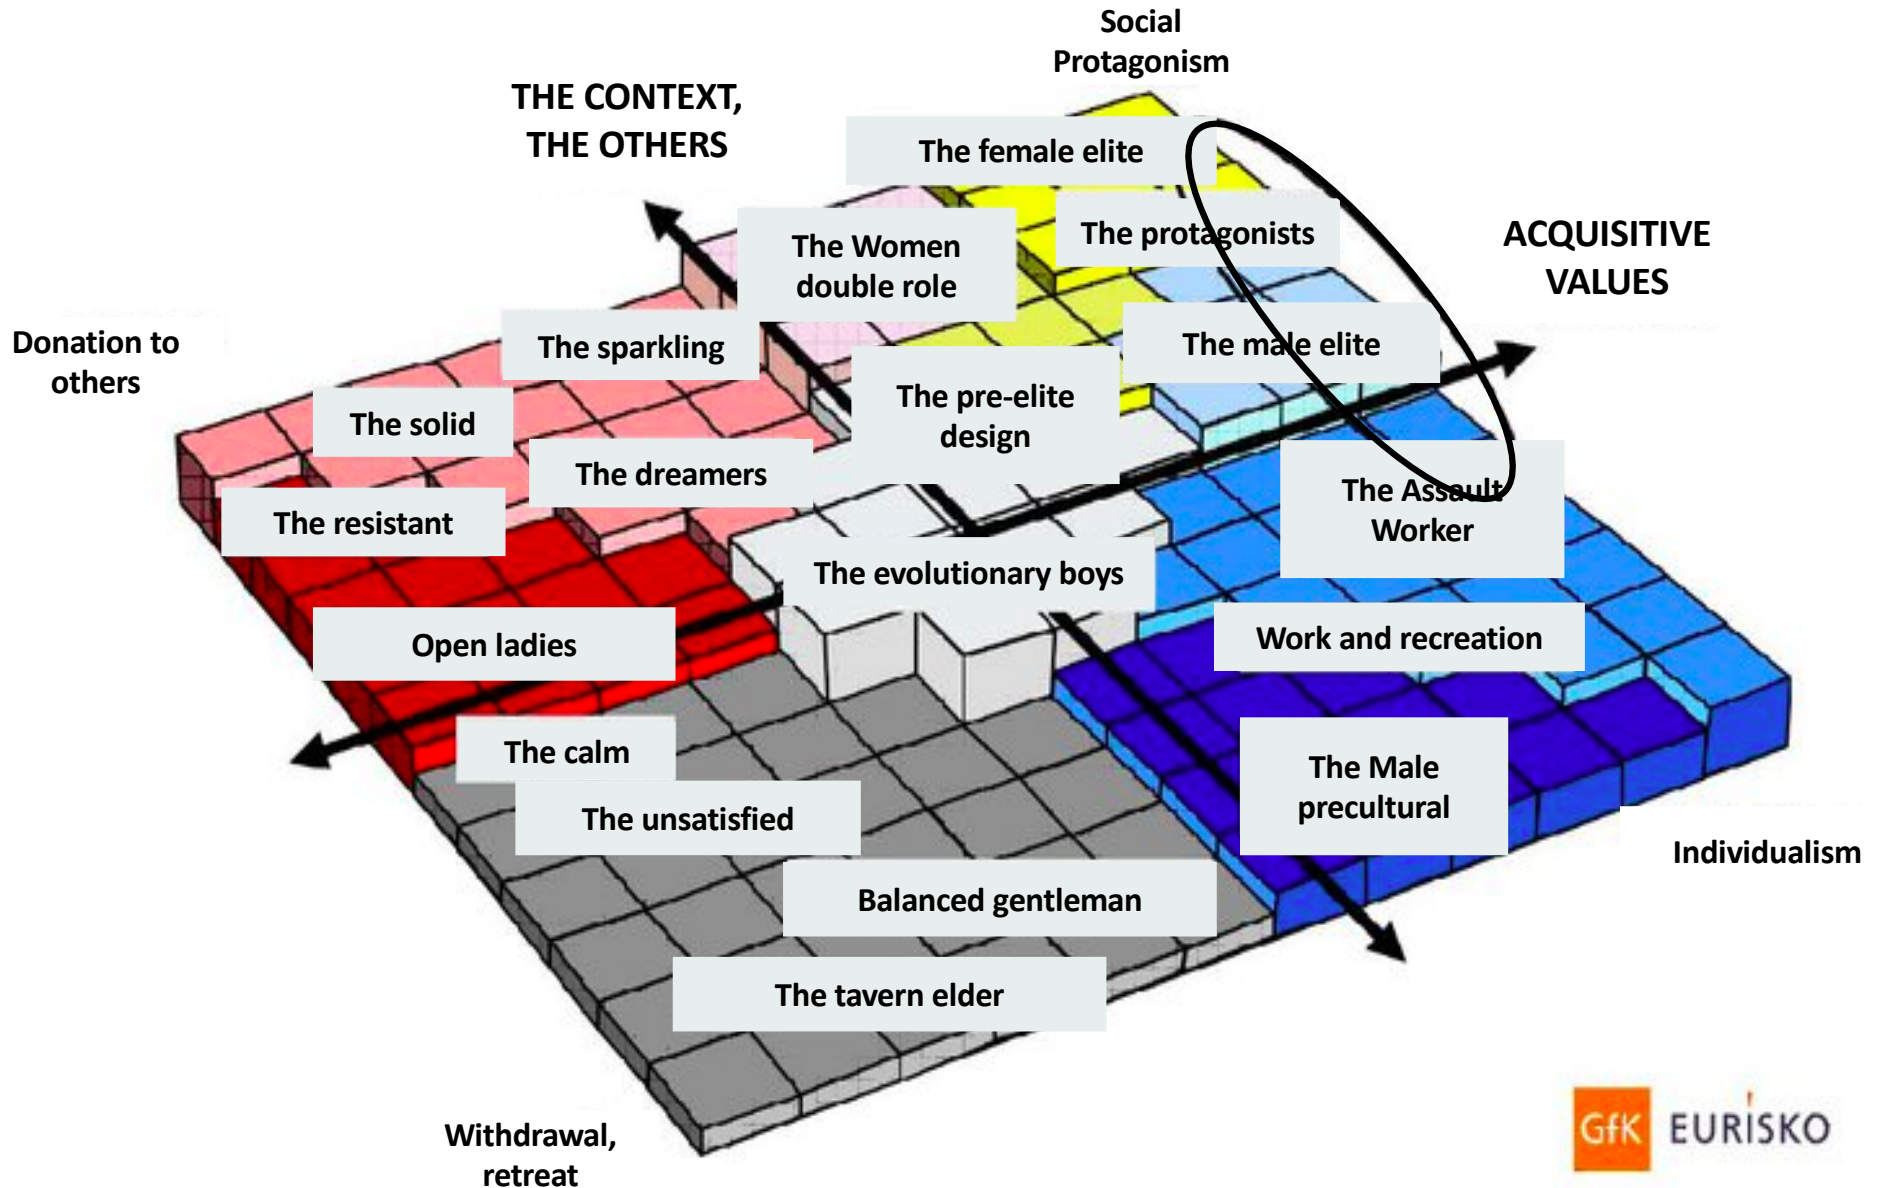 Social
Protagonism
THE CONTEXT,
THE OTHERS
The female elite
The protagonists
ACQUISITIVE
VALUES
The Women
double role
Donation to
others
The sparkling
The male elite
The pre-elite
design
The solid
The dreamers
The resistant
The Assault
Worker
The evolutionary boys
Open ladies
Work and recreation
The calm
The Male
precultural
The unsatisfied
Individualism
Balanced gentleman
The tavern elder
Withdrawal,
retreat
GfK EURISKO